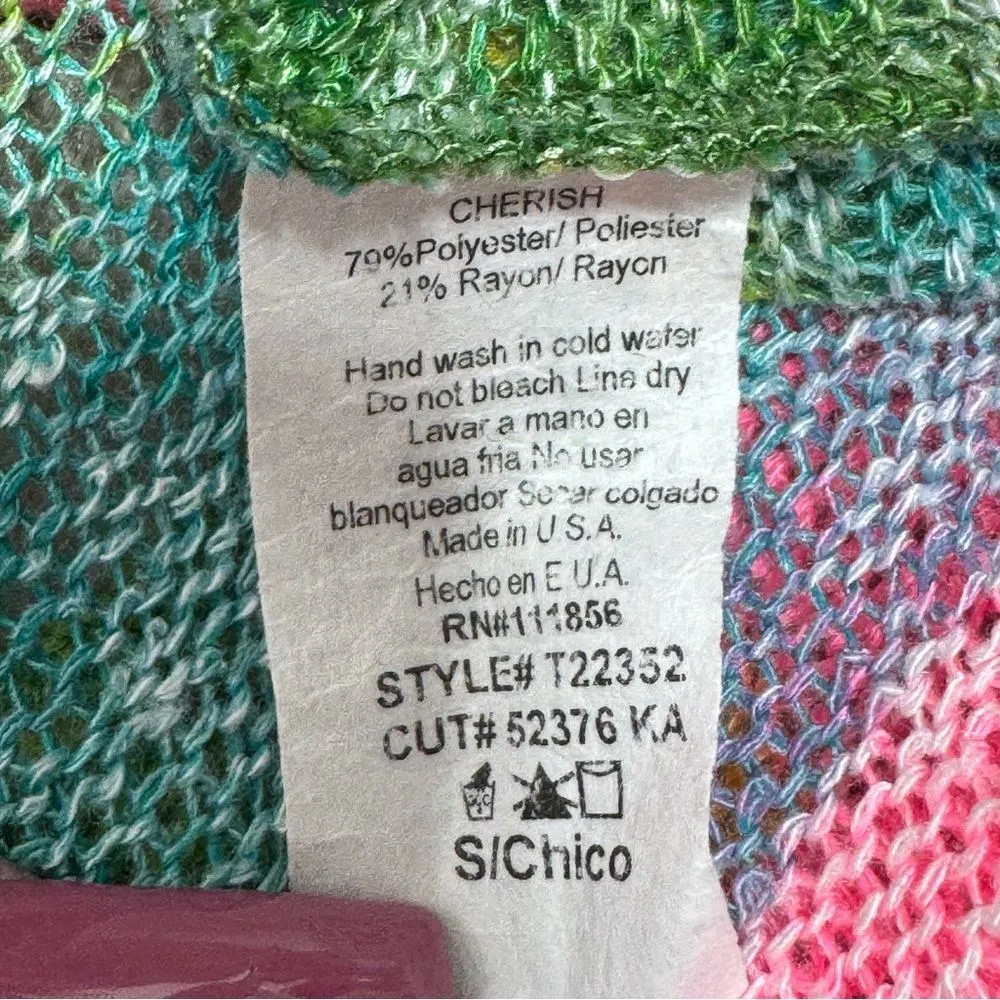 CHERISH
79%Polyester/ Poliester
21% Rayon/ Rayon
Hand wash in cold water
Do not bleach Line dry
Lavar a mano en
agua fria No usar
blanqueador Secar colgado
Made in U S.A.
Hecho en E U.A.
RN#111856
STYLE# T22352
CUT# 52376 KA
S/Chico